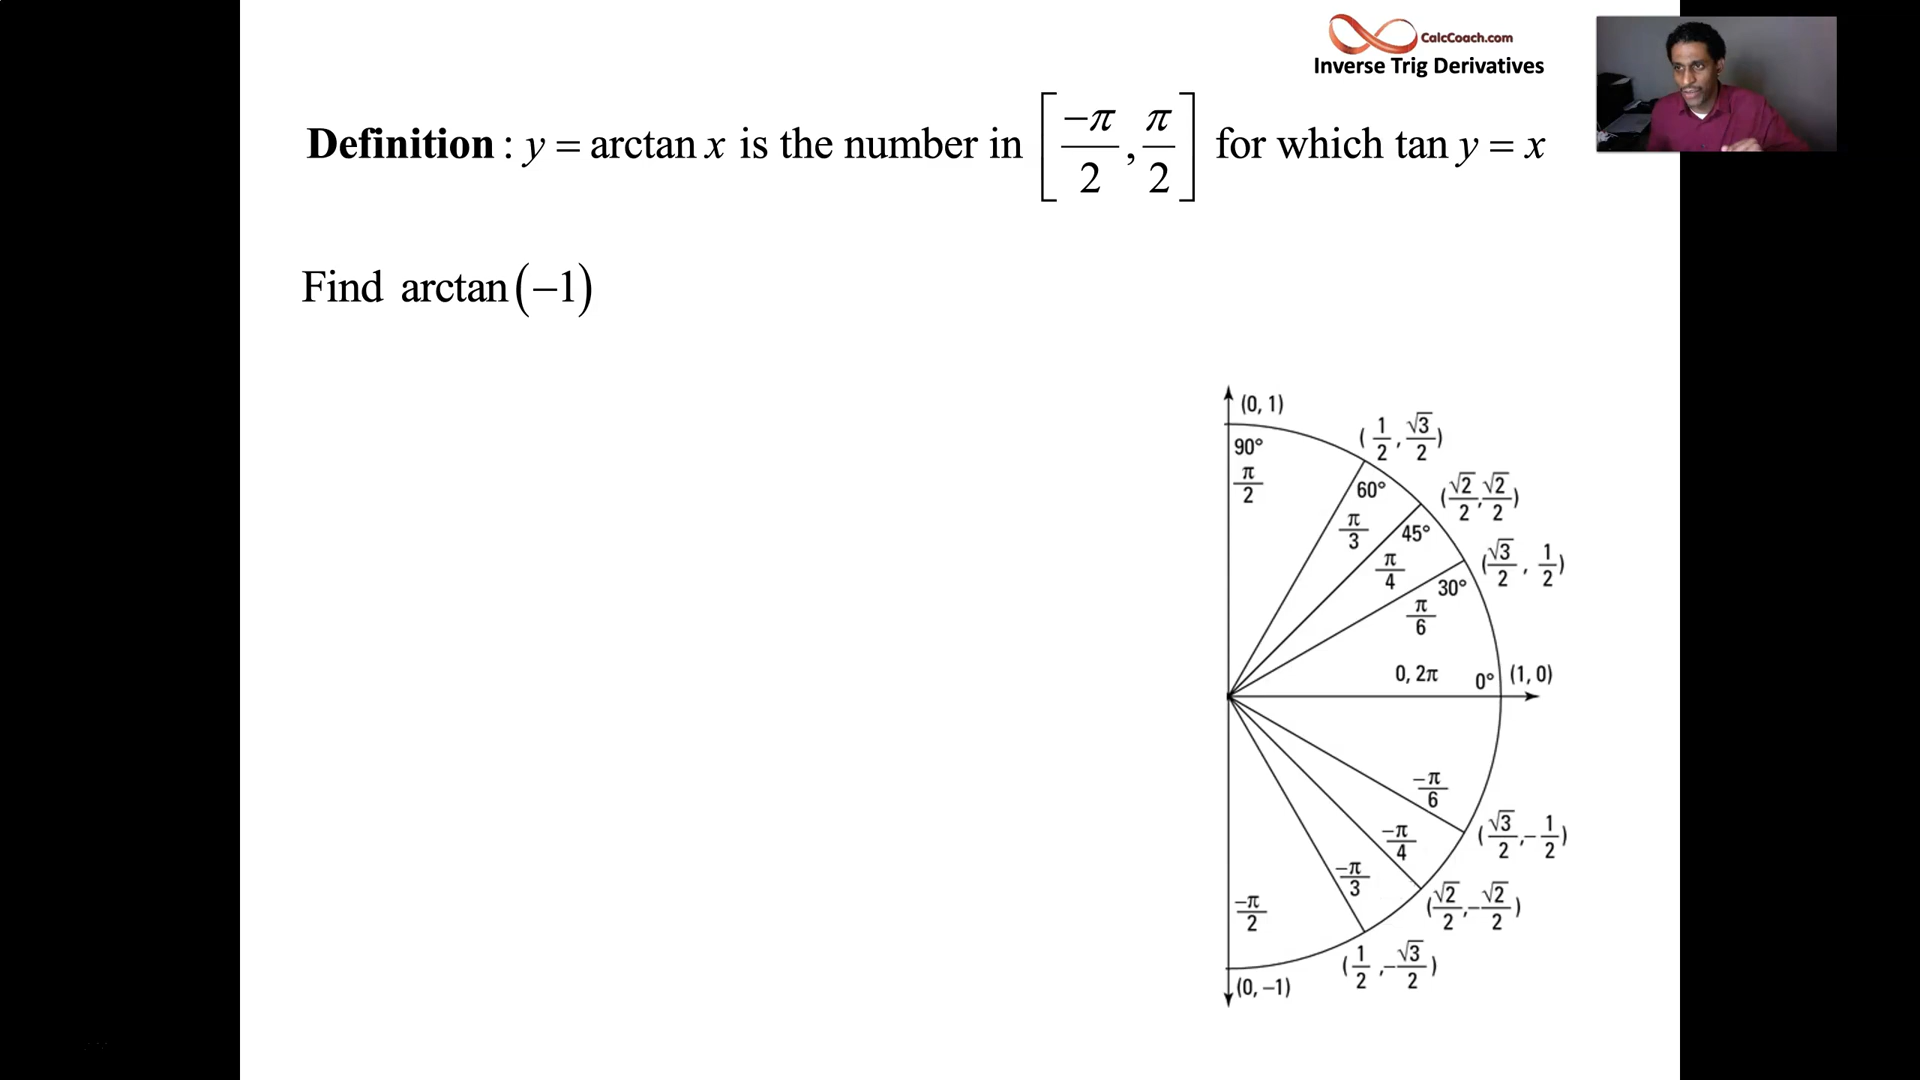 CalcCoach.com
Inverse Trig Derivatives
Definition : y = arctan x is the number in [−π/2, π/2] for which tan y = x
Find arctan(−1)
(0, 1)
90°
π/2
(1/2, √3/2)
60°
π/3
(√2/2, √2/2)
45°
π/4
(√3/2, 1/2)
30°
π/6
0, 2π
0°
(1, 0)
−π/6
(√3/2, −1/2)
−π/4
(√2/2, −√2/2)
−π/3
(1/2, −√3/2)
−π/2
(0, −1)